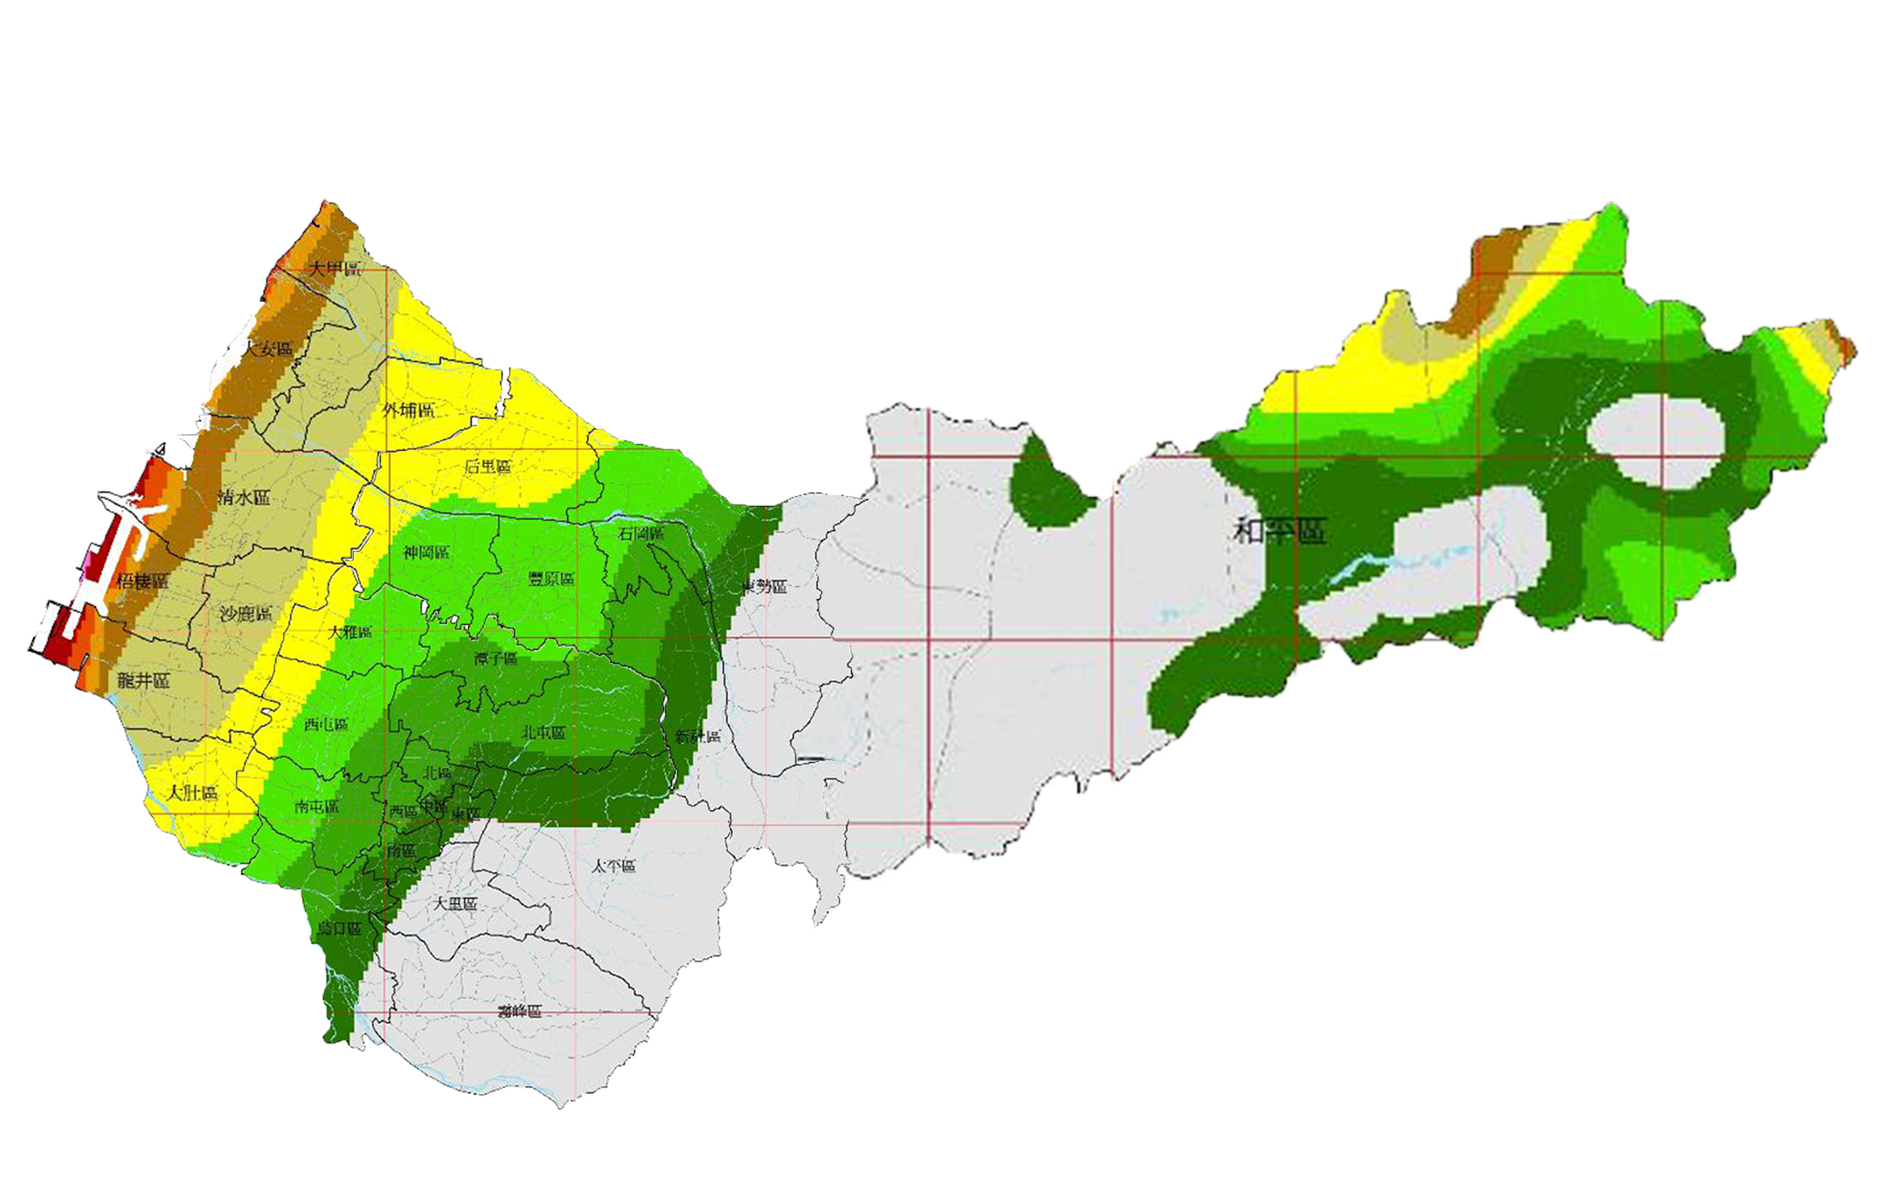 大甲區
大安區
外埔區
后里區
清水區
石岡區
神岡區
和平區
豐原區
梧棲區
東勢區
沙鹿區
大雅區
潭子區
龍井區
西屯區
北屯區
新社區
北區
大肚區
南屯區
西區
中區
東區
南區
太平區
大里區
烏日區
霧峰區